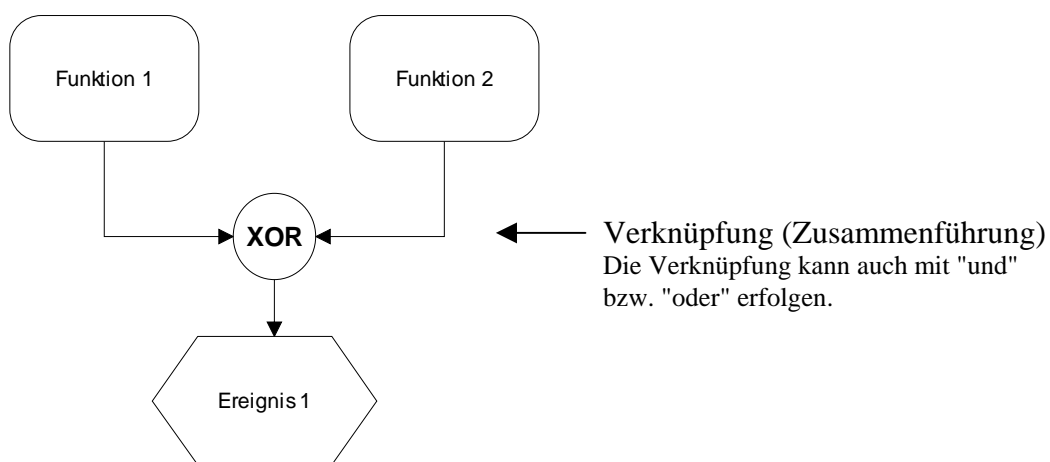 Funktion 1
Funktion 2
XOR
Verknüpfung (Zusammenführung)
Die Verknüpfung kann auch mit "und"
bzw. "oder" erfolgen.
Ereignis 1